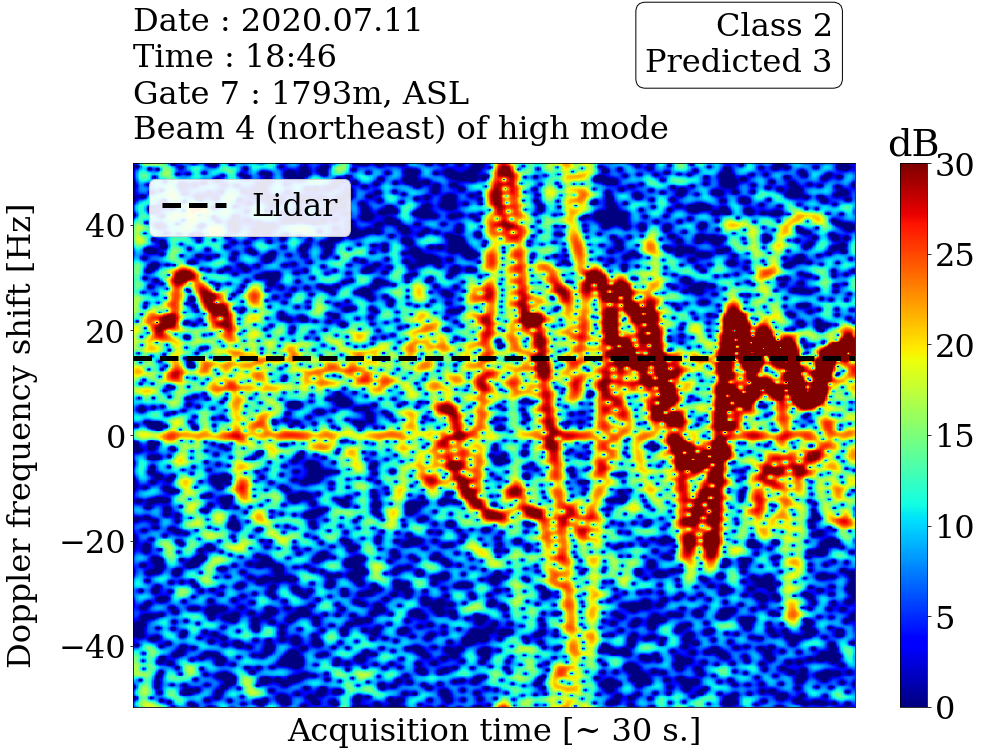 Date : 2020.07.11
Time : 18:46
Gate 7 : 1793m, ASL
Beam 4 (northeast) of high mode
Class 2
Predicted 3
dB
Lidar
Doppler frequency shift [Hz]
40
20
0
−20
−40
30
25
20
15
10
5
0
Acquisition time [~ 30 s.]